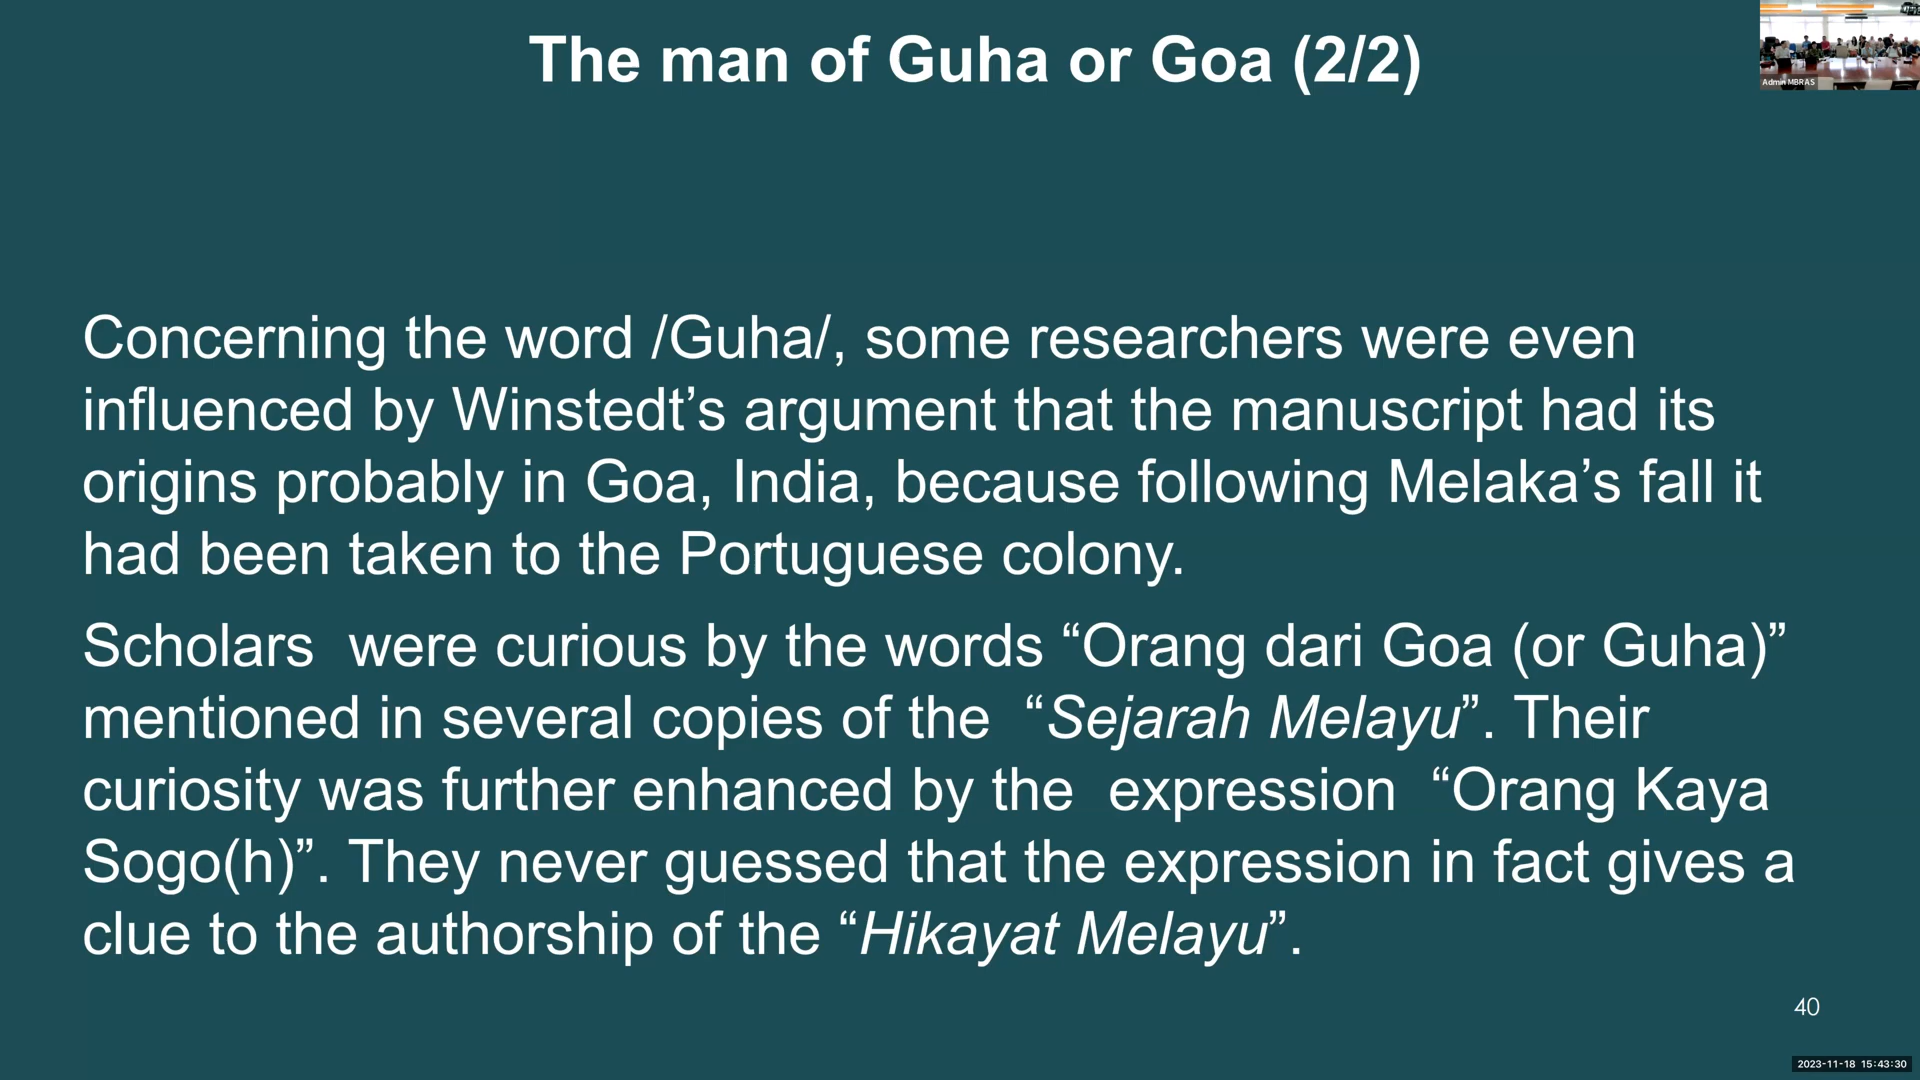 The man of Guha or Goa (2/2)
Admin MBRAS
Concerning the word /Guha/, some researchers were even
influenced by Winstedt’s argument that the manuscript had its
origins probably in Goa, India, because following Melaka’s fall it
had been taken to the Portuguese colony.
Scholars  were curious by the words “Orang dari Goa (or Guha)”
mentioned in several copies of the  “Sejarah Melayu”. Their
curiosity was further enhanced by the  expression  “Orang Kaya
Sogo(h)”. They never guessed that the expression in fact gives a
clue to the authorship of the “Hikayat Melayu”.
40
2023-11-18 15:43:30